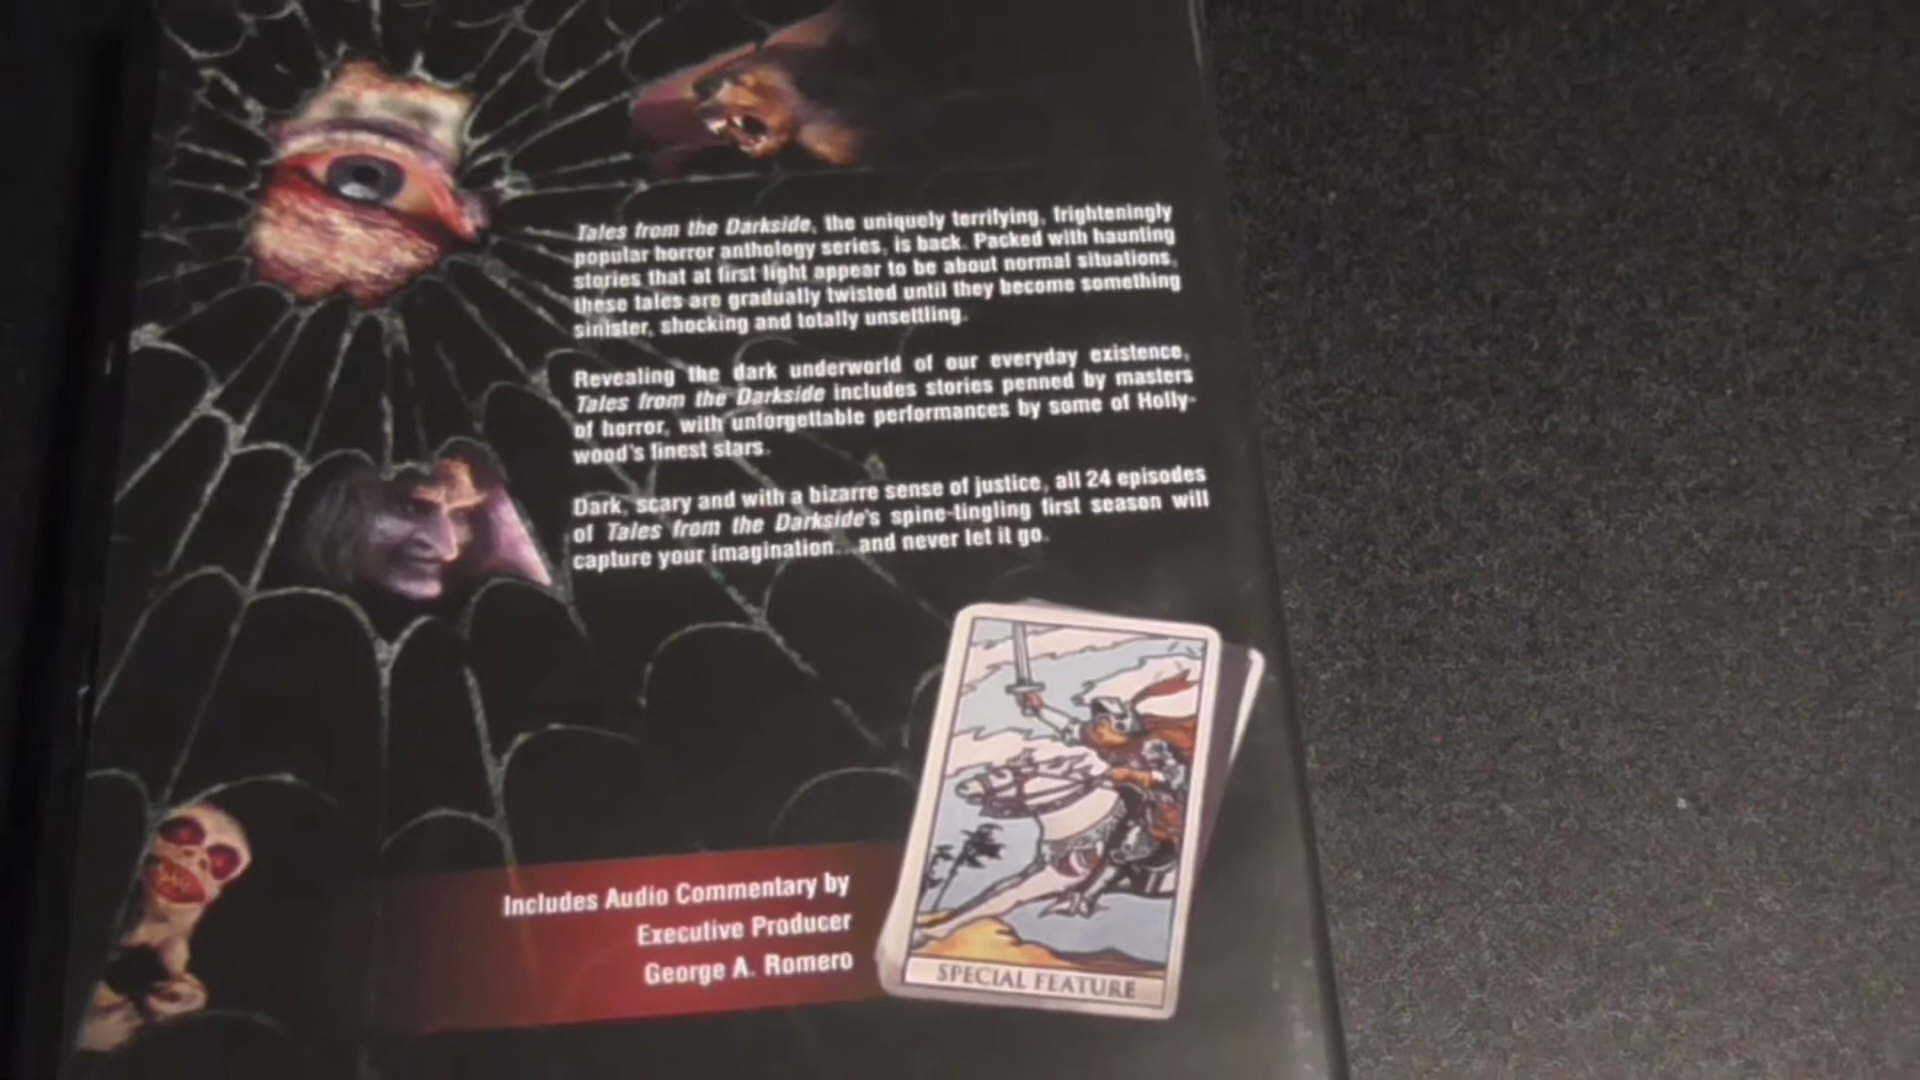 Tales from the Darkside, the uniquely terrifying, frighteningly
popular horror anthology series, is back. Packed with haunting
stories that at first light appear to be about normal situations,
these tales are gradually twisted until they become something
sinister, shocking and totally unsettling.
Revealing the dark underworld of our everyday existence,
Tales from the Darkside includes stories penned by masters
of horror, with unforgettable performances by some of Holly-
wood's finest stars.
Dark, scary and with a bizarre sense of justice, all 24 episodes
of Tales from the Darkside's spine-tingling first season will
capture your imagination...and never let it go.
Includes Audio Commentary by
Executive Producer
George A. Romero
SPECIAL FEATURE